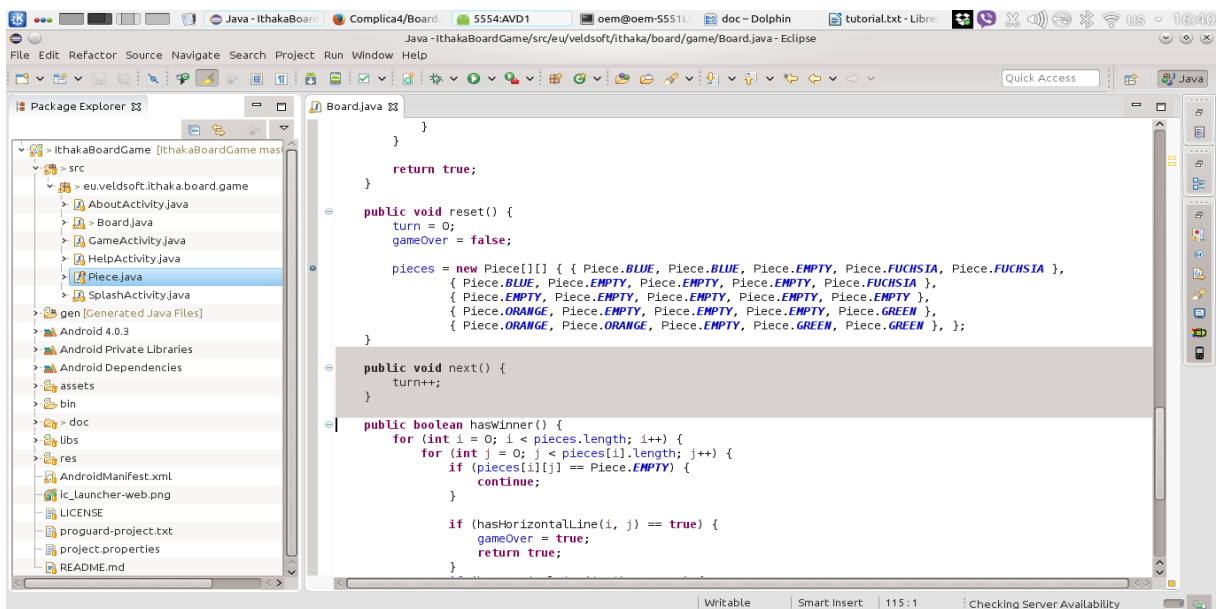 Java - IthakaBoard
Complica4/Board.
5554:AVD1
oem@oem-S551L
doc – Dolphin
tutorial.txt - Libre
us
16:40
Java - IthakaBoardGame/src/eu/veldsoft/ithaka/board/game/Board.java - Eclipse
File Edit Refactor Source Navigate Search Project Run Window Help
Quick Access
Java
Package Explorer
Board.java
> IthakaBoardGame [IthakaBoardGame mas
> src
> eu.veldsoft.ithaka.board.game
AboutActivity.java
> Board.java
GameActivity.java
HelpActivity.java
Piece.java
SplashActivity.java
gen [Generated Java Files]
Android 4.0.3
Android Private Libraries
Android Dependencies
assets
bin
> doc
libs
res
AndroidManifest.xml
ic_launcher-web.png
LICENSE
proguard-project.txt
project.properties
README.md
}
}
return true;
}
public void reset() {
turn = 0;
gameOver = false;
pieces = new Piece[][] { { Piece.BLUE, Piece.BLUE, Piece.EMPTY, Piece.FUCHSIA, Piece.FUCHSIA },
{ Piece.BLUE, Piece.EMPTY, Piece.EMPTY, Piece.EMPTY, Piece.FUCHSIA },
{ Piece.EMPTY, Piece.EMPTY, Piece.EMPTY, Piece.EMPTY, Piece.EMPTY },
{ Piece.ORANGE, Piece.EMPTY, Piece.EMPTY, Piece.EMPTY, Piece.GREEN },
{ Piece.ORANGE, Piece.ORANGE, Piece.EMPTY, Piece.GREEN, Piece.GREEN }, };
}
public void next() {
turn++;
}
public boolean hasWinner() {
for (int i = 0; i < pieces.length; i++) {
for (int j = 0; j < pieces[i].length; j++) {
if (pieces[i][j] == Piece.EMPTY) {
continue;
}
if (hasHorizontalLine(i, j) == true) {
gameOver = true;
return true;
}
Writable
Smart Insert
115 : 1
Checking Server Availability